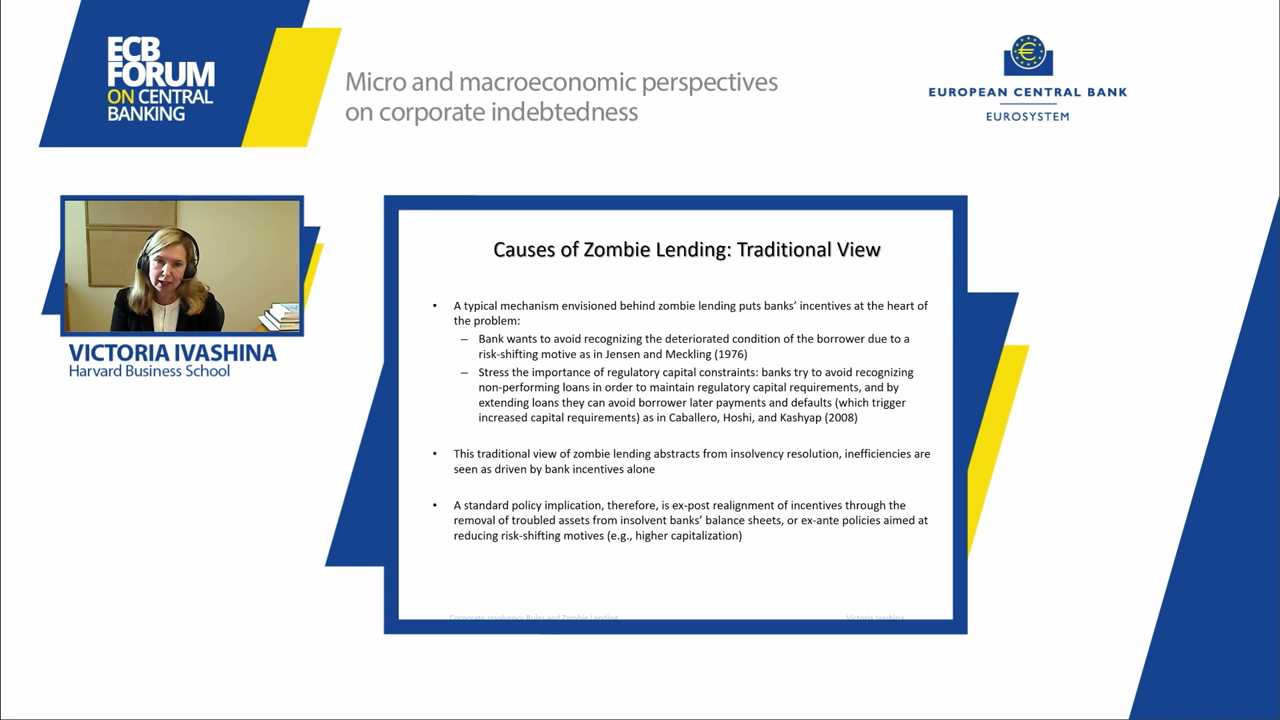 ECB
FORUM
ON CENTRAL
BANKING
Micro and macroeconomic perspectives
on corporate indebtedness
EUROPEAN CENTRAL BANK
EUROSYSTEM
VICTORIA IVASHINA
Harvard Business School
Causes of Zombie Lending: Traditional View
• A typical mechanism envisioned behind zombie lending puts banks’ incentives at the heart of
the problem:
– Bank wants to avoid recognizing the deteriorated condition of the borrower due to a
risk-shifting motive as in Jensen and Meckling (1976)
– Stress the importance of regulatory capital constraints: banks try to avoid recognizing
non-performing loans in order to maintain regulatory capital requirements, and by
extending loans they can avoid borrower later payments and defaults (which trigger
increased capital requirements) as in Caballero, Hoshi, and Kashyap (2008)
• This traditional view of zombie lending abstracts from insolvency resolution, inefficiencies are
seen as driven by bank incentives alone
• A standard policy implication, therefore, is ex-post realignment of incentives through the
removal of troubled assets from insolvent banks’ balance sheets, or ex-ante policies aimed at
reducing risk-shifting motives (e.g., higher capitalization)
Corporate Insolvency Rules and Zombie Lending
Victoria Ivashina